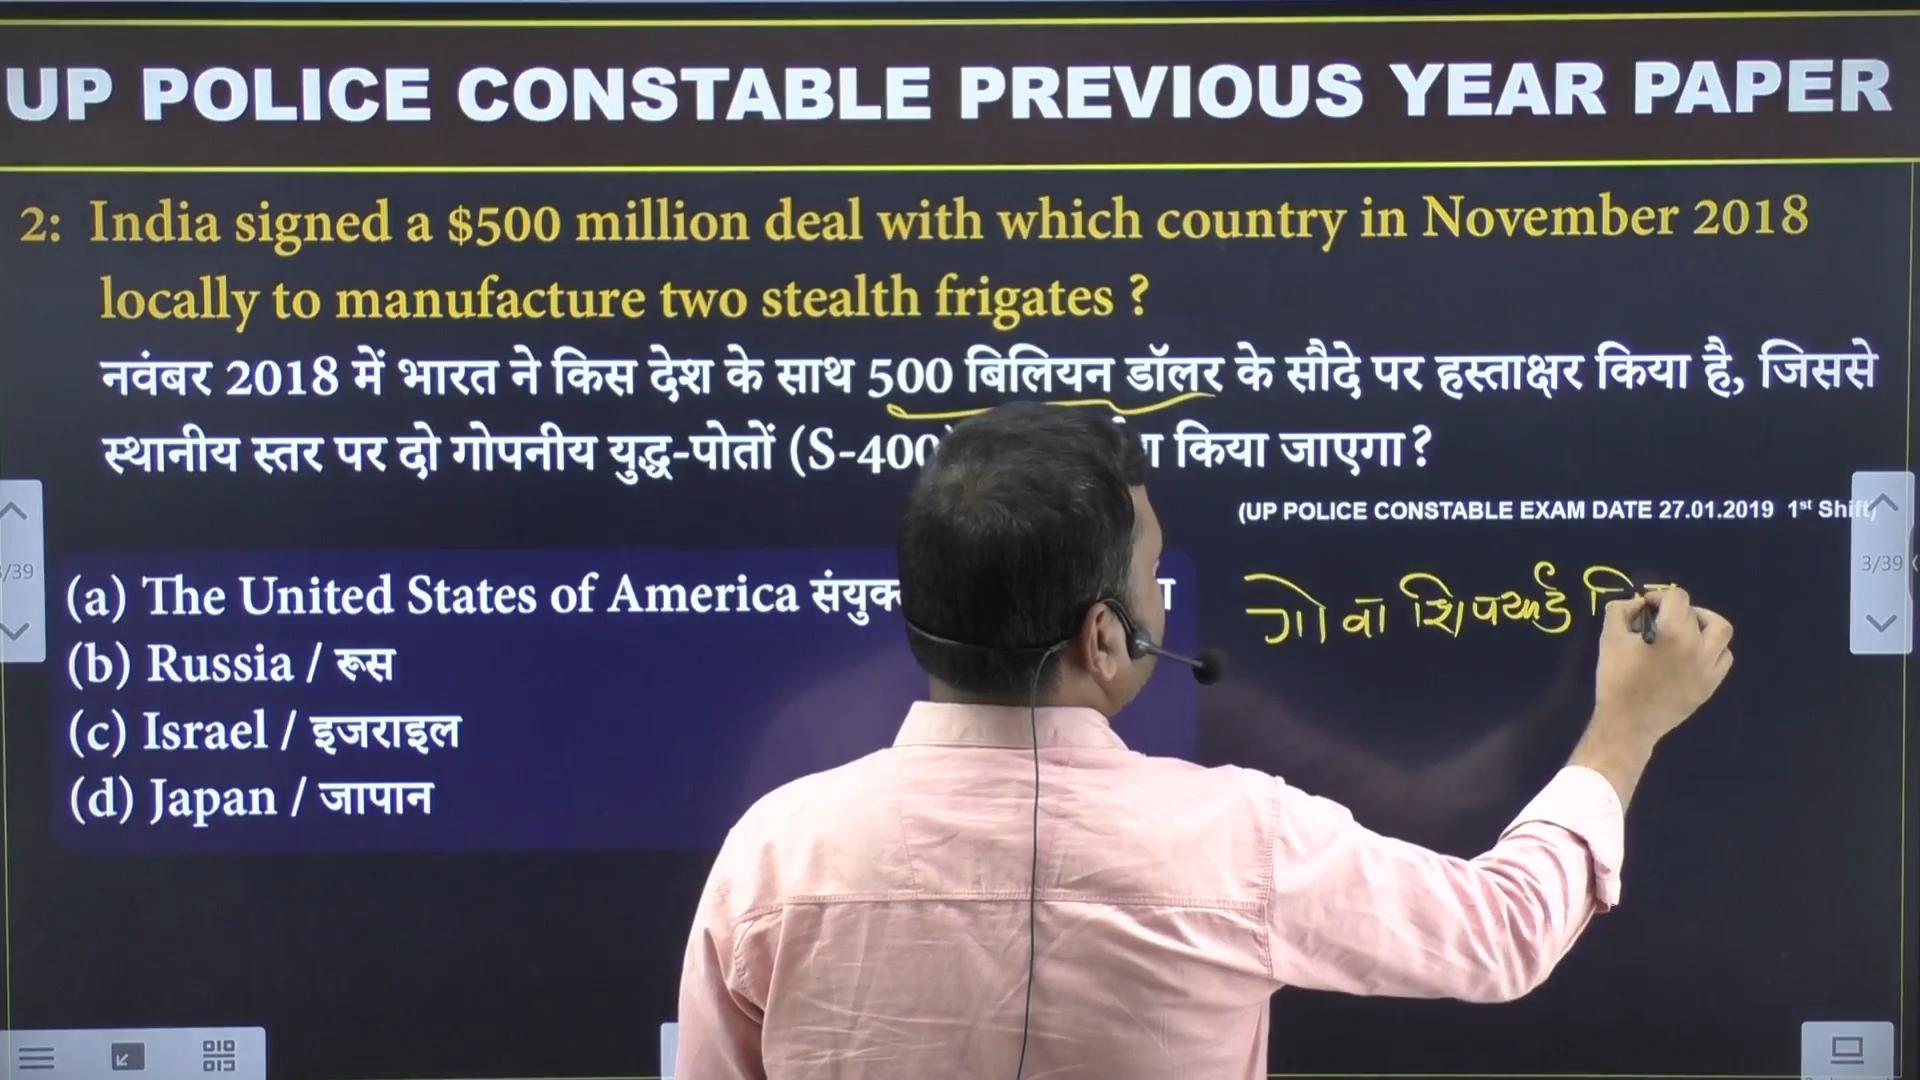 UP POLICE CONSTABLE PREVIOUS YEAR PAPER
2: India signed a $500 million deal with which country in November 2018
locally to manufacture two stealth frigates ?
नवंबर 2018 में भारत ने किस देश के साथ 500 बिलियन डॉलर के सौदे पर हस्ताक्षर किया है, जिससे
स्थानीय स्तर पर दो गोपनीय युद्ध-पोतों (S-400 किया जाएगा?
(UP POLICE CONSTABLE EXAM DATE 27.01.2019 1st Shift)
(a) The United States of America
(b) Russia / रूस
(c) Israel / इजराइल
(d) Japan / जापान
गोवा शिपयार्ड
/39
3/39